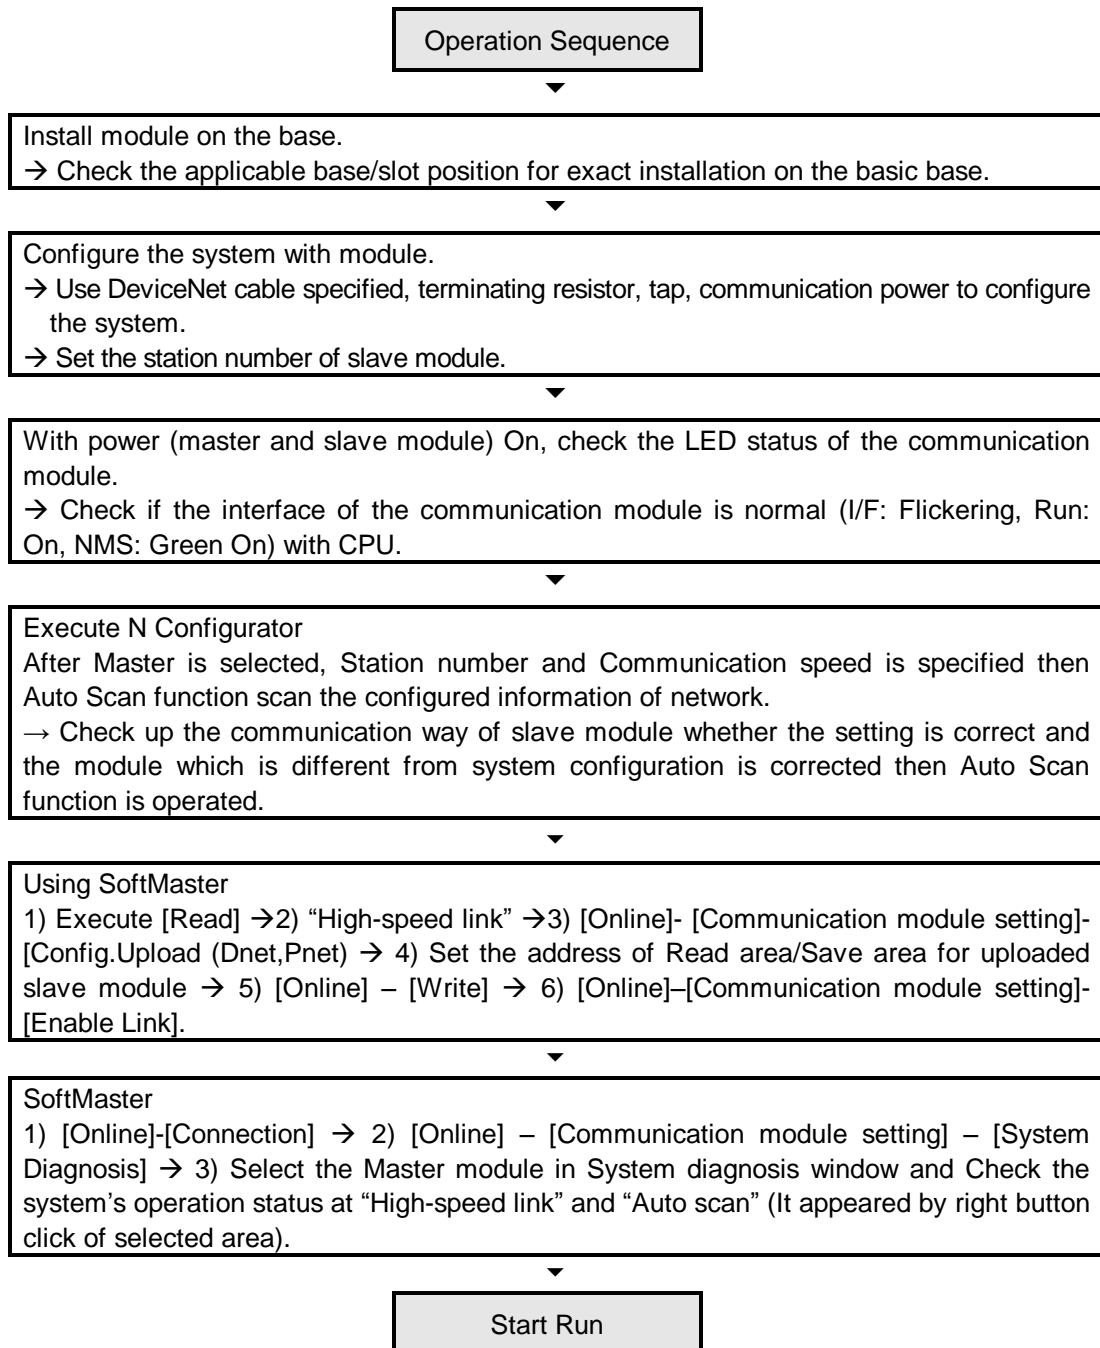 Operation Sequence
Install module on the base.
→ Check the applicable base/slot position for exact installation on the basic base.
Configure the system with module.
→ Use DeviceNet cable specified, terminating resistor, tap, communication power to configure
the system.
→ Set the station number of slave module.
With power (master and slave module) On, check the LED status of the communication
module.
→ Check if the interface of the communication module is normal (I/F: Flickering, Run:
On, NMS: Green On) with CPU.
Execute N Configurator
After Master is selected, Station number and Communication speed is specified then
Auto Scan function scan the configured information of network.
→ Check up the communication way of slave module whether the setting is correct and
the module which is different from system configuration is corrected then Auto Scan
function is operated.
Using SoftMaster
1) Execute [Read] →2) “High-speed link” →3) [Online]- [Communication module setting]-
[Config.Upload (Dnet,Pnet) → 4) Set the address of Read area/Save area for uploaded
slave module → 5) [Online] – [Write] → 6) [Online]–[Communication module setting]-
[Enable Link].
SoftMaster
1) [Online]-[Connection] → 2) [Online] – [Communication module setting] – [System
Diagnosis] → 3) Select the Master module in System diagnosis window and Check the
system’s operation status at “High-speed link” and “Auto scan” (It appeared by right button
click of selected area).
Start Run